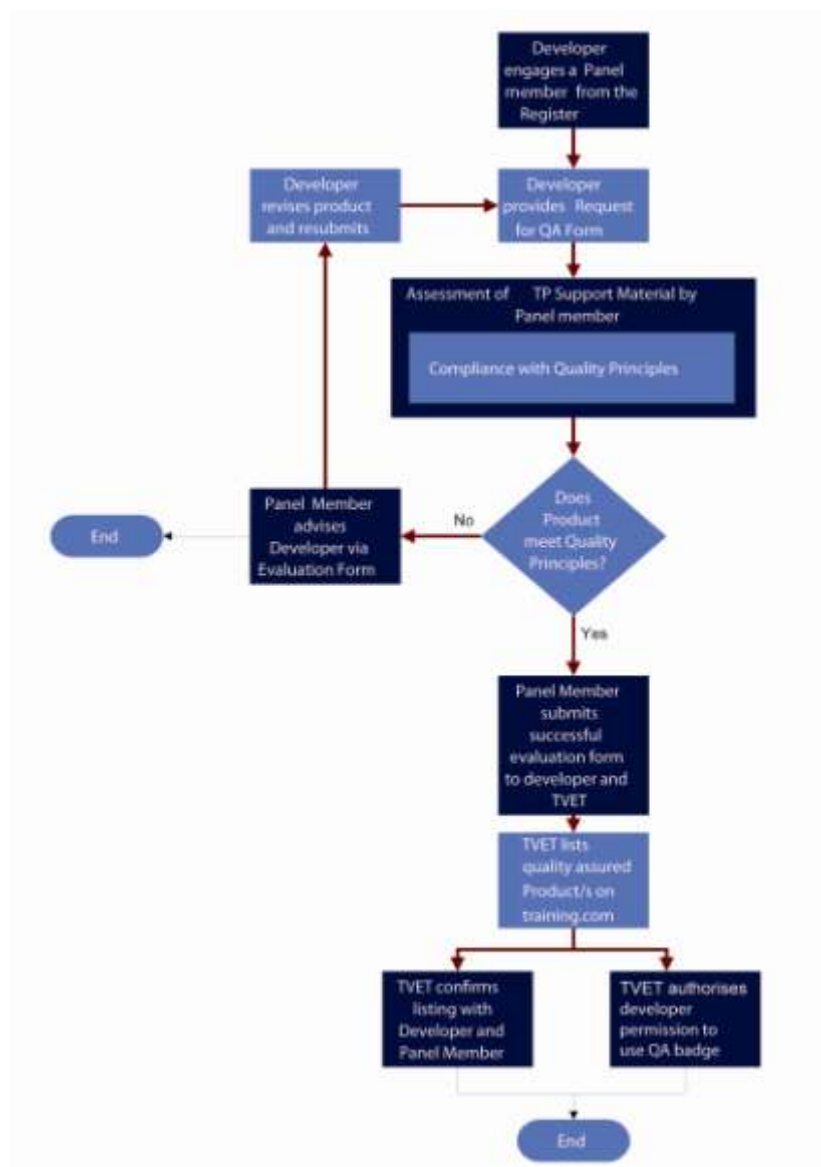 Developer
engages a Panel
member from the
Register
Developer
revises product
and resubmits
Developer
provides Request
for QA Form
Assessment of TP Support Material by
Panel member
Compliance with Quality Principles
Does
Product
meet Quality
Principles?
No
Panel Member
advises
Developer via
Evaluation Form
End
Yes
Panel Member
submits
successful
evaluation form
to developer and
TVET
TVET lists
quality assured
Product/s on
training.com
TVET confirms
listing with
Developer and
Panel Member
TVET authorises
developer
permission to
use QA badge
End